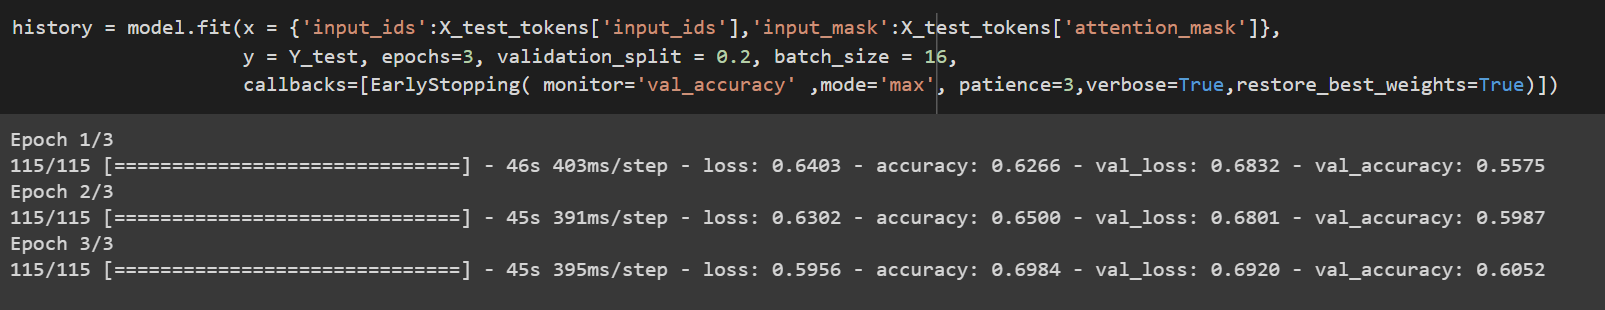 history = model.fit(x = {'input_ids':X_test_tokens['input_ids'],'input_mask':X_test_tokens['attention_mask']},
y = Y_test, epochs=3, validation_split = 0.2, batch_size = 16,
callbacks=[EarlyStopping( monitor='val_accuracy' ,mode='max', patience=3,verbose=True,restore_best_weights=True)])
Epoch 1/3
115/115 [==============================] - 46s 403ms/step - loss: 0.6403 - accuracy: 0.6266 - val_loss: 0.6832 - val_accuracy: 0.5575
Epoch 2/3
115/115 [==============================] - 45s 391ms/step - loss: 0.6302 - accuracy: 0.6500 - val_loss: 0.6801 - val_accuracy: 0.5987
Epoch 3/3
115/115 [==============================] - 45s 395ms/step - loss: 0.5956 - accuracy: 0.6984 - val_loss: 0.6920 - val_accuracy: 0.6052